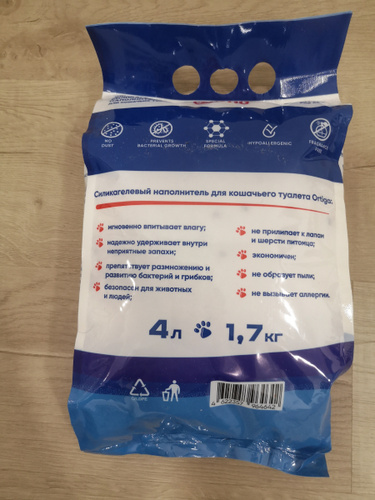 NO
DUST
PREVENTS
BACTERIAL GROWTH
SPECIAL
FORMULA
HYPOALLERGENIC
FRAGRANCE
Силикагелевый наполнитель для кошачьего туалета Ortiga:
мгновенно впитывает влагу;
надежно удерживает внутри
неприятные запахи;
препятствует размножению и
развитию бактерий и грибков;
безопасен для животных
и людей;
не прилипает к лапам
и шерсти питомца;
экономичен;
не образует пыли;
не вызывает аллергии.
4 л 1,7 кг